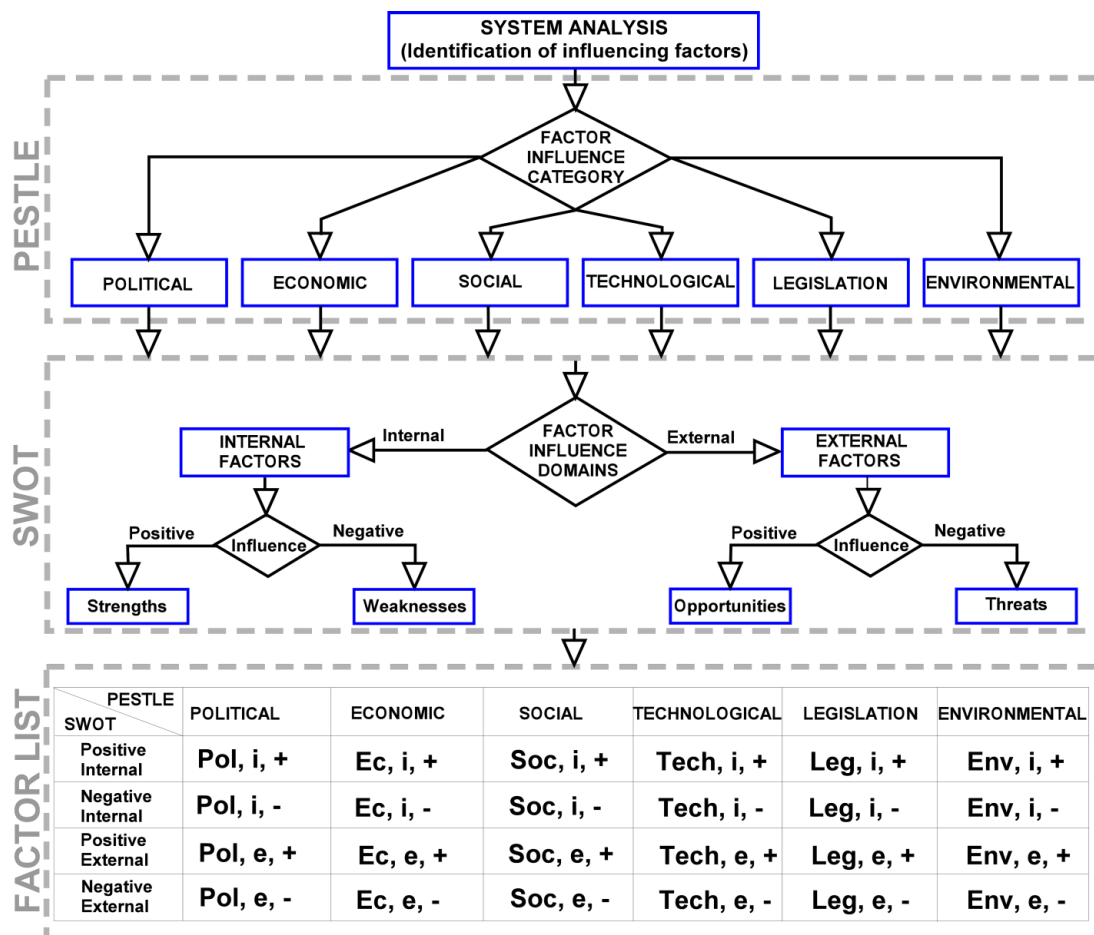 SYSTEM ANALYSIS
(Identification of influencing factors)
PESTLE
FACTOR
INFLUENCE
CATEGORY
POLITICAL
ECONOMIC
SOCIAL
TECHNOLOGICAL
LEGISLATION
ENVIRONMENTAL
SWOT
INTERNAL
FACTORS
Internal
FACTOR
INFLUENCE
DOMAINS
External
EXTERNAL
FACTORS
Positive
Influence
Negative
Positive
Influence
Negative
Strengths
Weaknesses
Opportunities
Threats
FACTOR LIST
PESTLE
SWOT
POLITICAL
ECONOMIC
SOCIAL
TECHNOLOGICAL
LEGISLATION
ENVIRONMENTAL
Positive
Internal
Pol, i, +
Ec, i, +
Soc, i, +
Tech, i, +
Leg, i, +
Env, i, +
Negative
Internal
Pol, i, -
Ec, i, -
Soc, i, -
Tech, i, -
Leg, i, -
Env, i, -
Positive
External
Pol, e, +
Ec, e, +
Soc, e, +
Tech, e, +
Leg, e, +
Env, e, +
Negative
External
Pol, e, -
Ec, e, -
Soc, e, -
Tech, e, -
Leg, e, -
Env, e, -